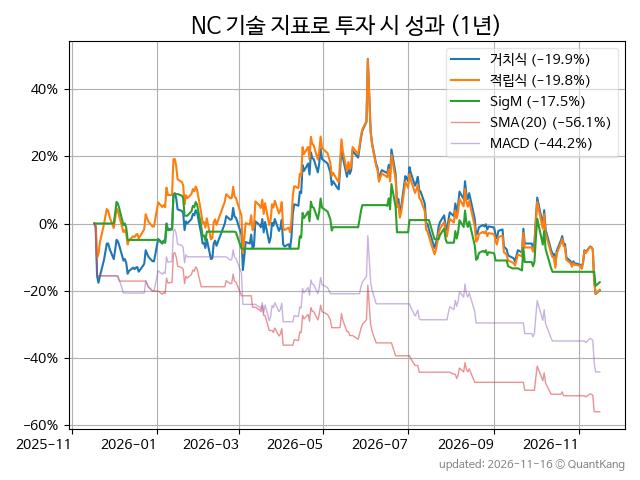 NC 기술 지표로 투자 시 성과 (1년)
거치식 (−19.9%)
적립식 (−19.8%)
SigM (−17.5%)
SMA(20) (−56.1%)
MACD (−44.2%)
40%
20%
0%
−20%
−40%
−60%
2025-11 2026-01 2026-03 2026-05 2026-07 2026-09 2026-11
updated: 2026-11-16 © QuantKang